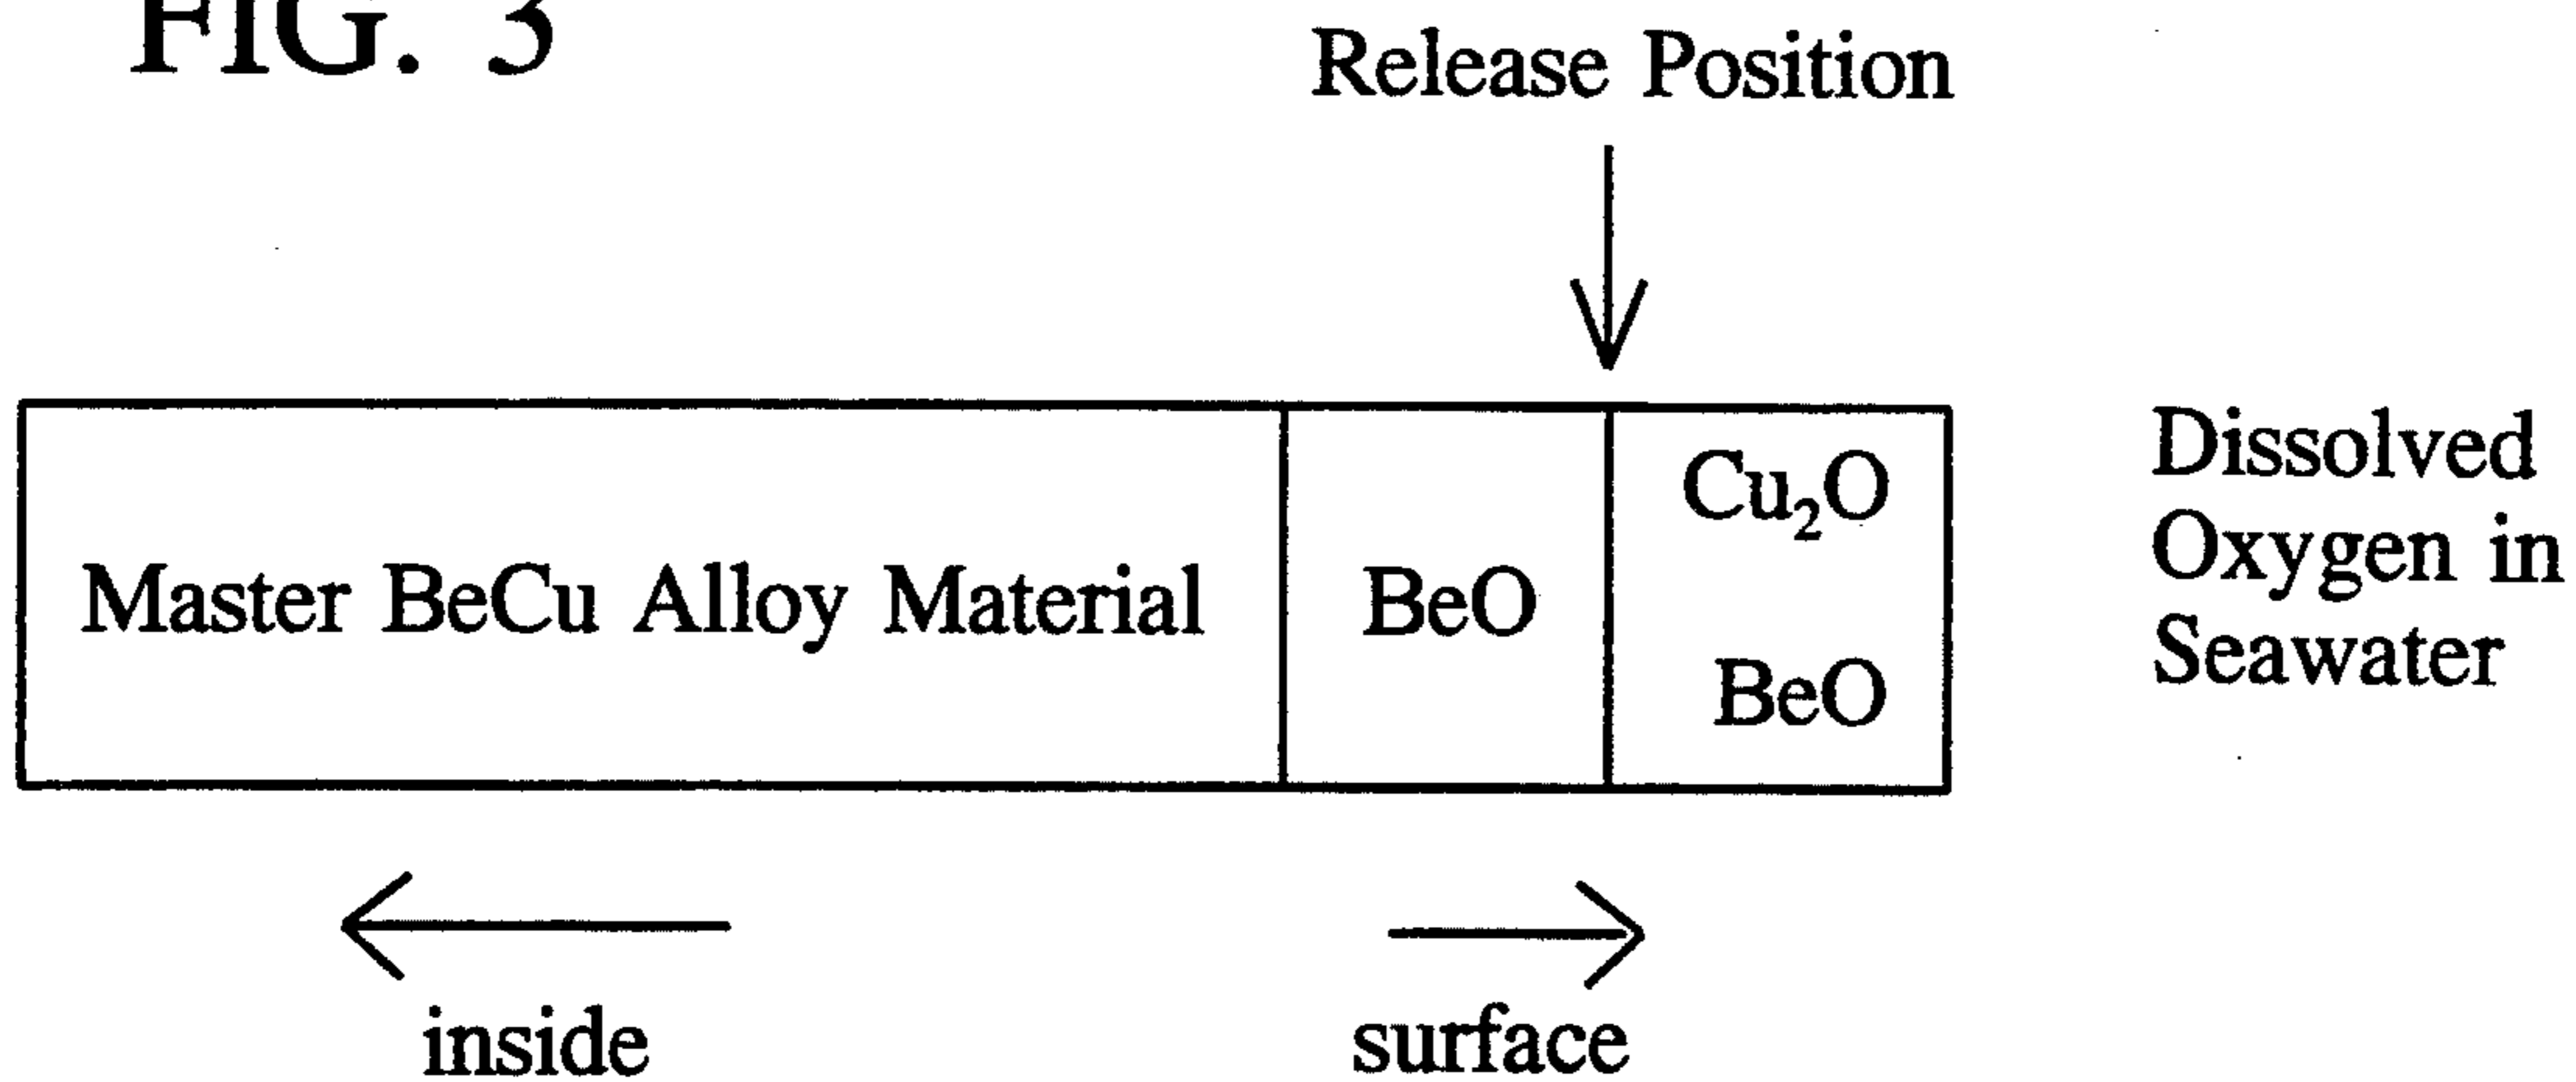 FIG. 3
Release Position
Master BeCu Alloy Material
BeO
Cu₂O
BeO
Dissolved
Oxygen in
Seawater
inside
surface